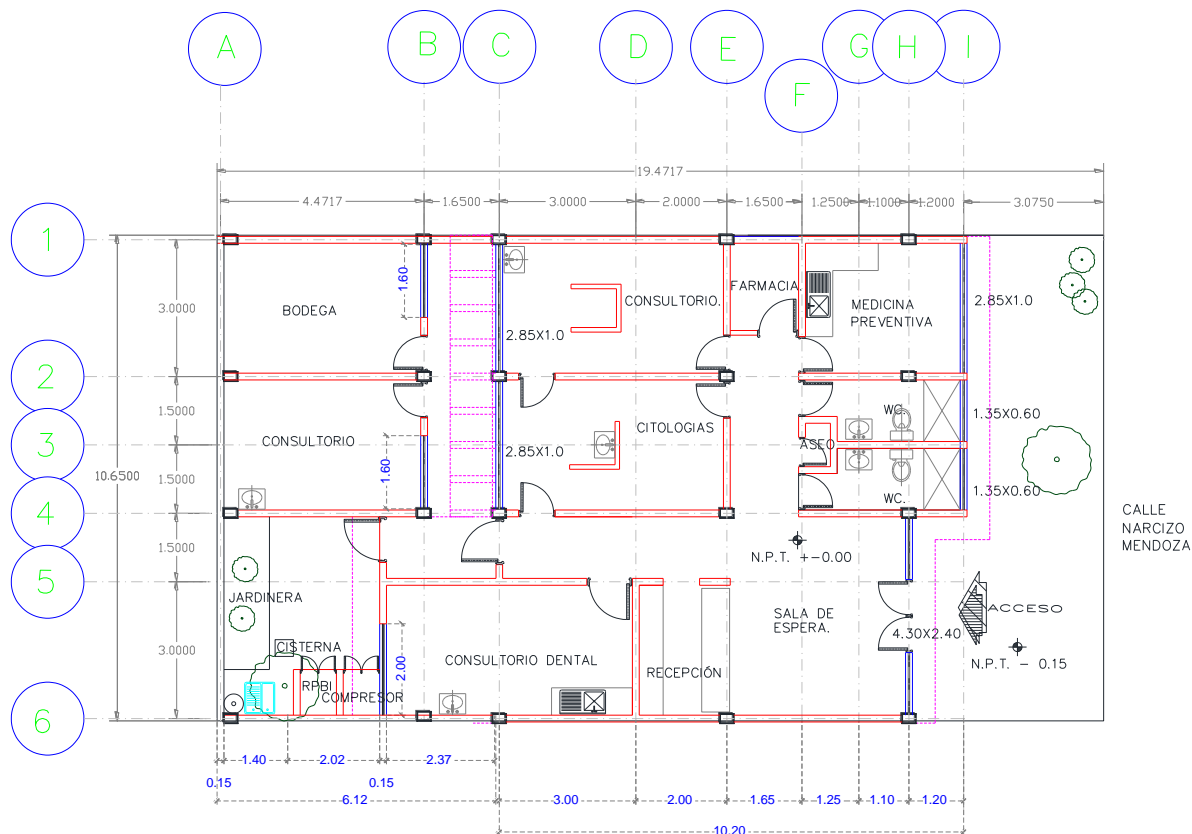 A
B
C
D
E
F
G
H
I
19.4717
4.4717
1.6500
3.0000
2.0000
1.6500
1.2500
1.1000
1.2000
3.0750
1
2
3
4
5
6
10.6500
3.0000
1.5000
1.5000
1.5000
3.0000
BODEGA
1.60
CONSULTORIO.
FARMACIA.
MEDICINA
PREVENTIVA
2.85X1.0
2.85X1.0
CONSULTORIO
1.60
CITOLOGIAS
2.85X1.0
ASEO
WC.
WC.
1.35X0.60
1.35X0.60
CALLE
NARCIZO
MENDOZA
N.P.T. +-0.00
JARDINERA
CISTERNA
RPBI
COMPRESOR
2.00
CONSULTORIO DENTAL
RECEPCIÓN
SALA DE
ESPERA.
4.30X2.40
ACCESO
N.P.T. - 0.15
1.40
2.02
2.37
0.15
0.15
6.12
3.00
2.00
1.65
1.25
1.10
1.20
10.20